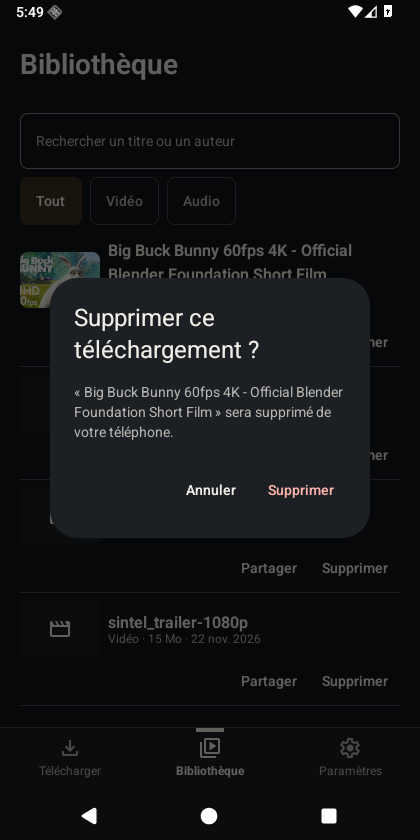 5:49
Bibliothèque
Rechercher un titre ou un auteur
Tout
Vidéo
Audio
Big Buck Bunny 60fps 4K - Official
Blender Foundation Short Film
Supprimer ce
téléchargement ?
« Big Buck Bunny 60fps 4K - Official Blender
Foundation Short Film » sera supprimé de
votre téléphone.
Annuler
Supprimer
Partager
Supprimer
sintel_trailer-1080p
Vidéo · 15 Mo · 22 nov. 2026
Partager
Supprimer
Télécharger
Bibliothèque
Paramètres